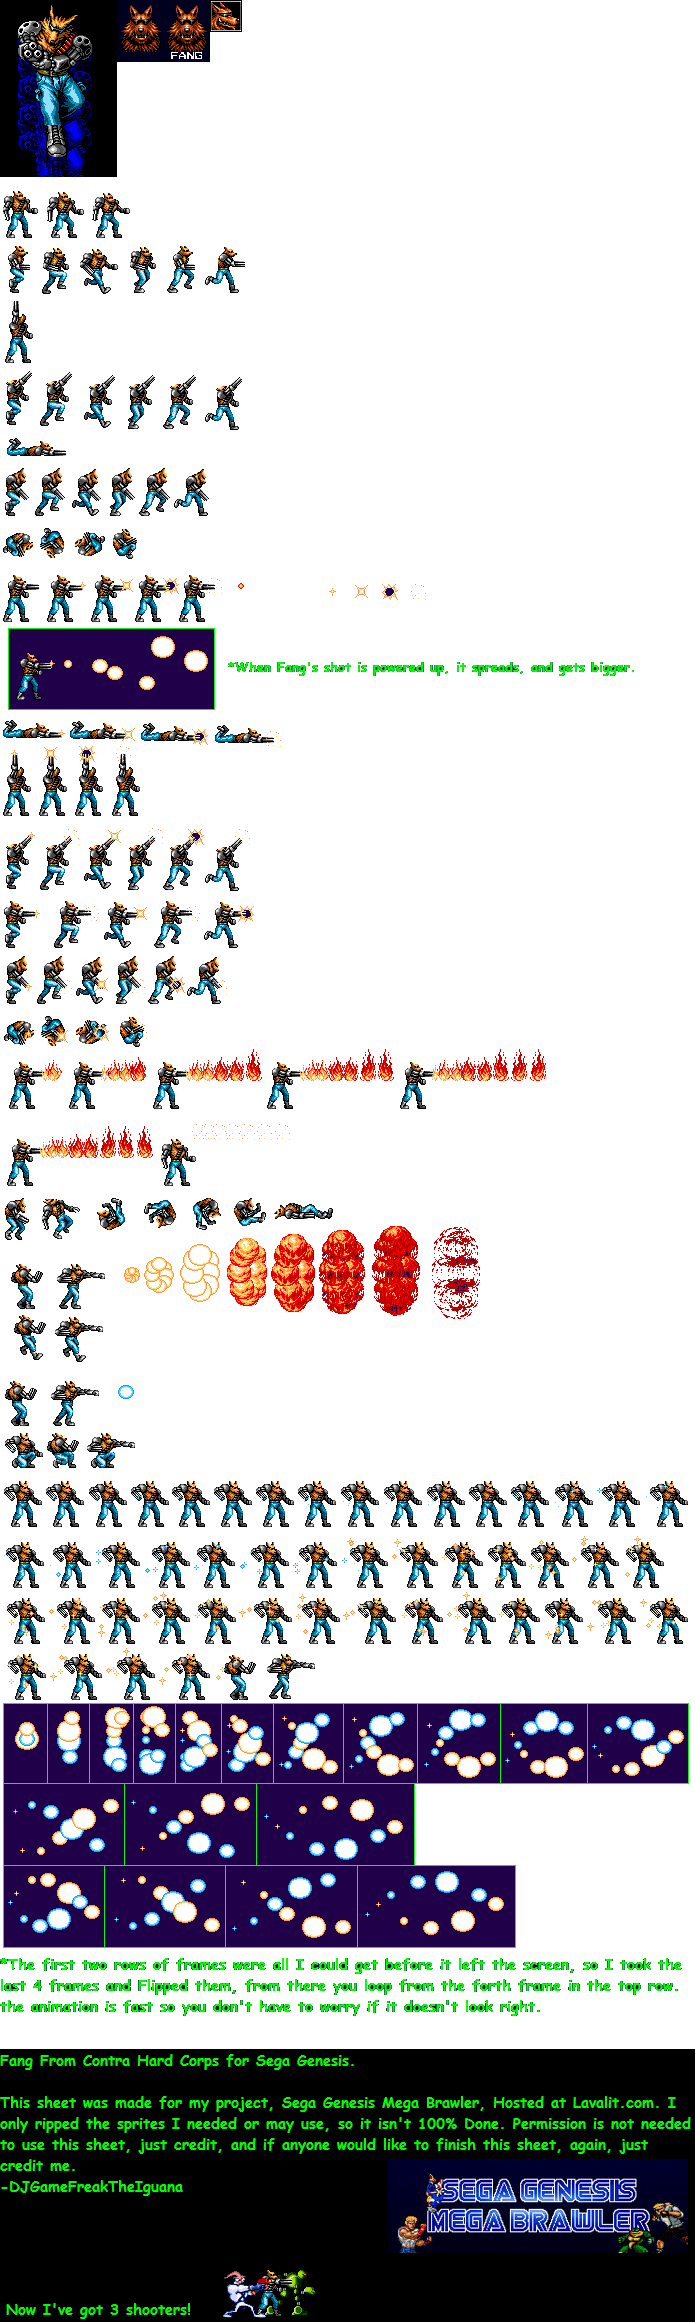 FANG
*When Fang's shot is powered up, it spreads, and gets bigger.
*The first two rows of frames were all I could get before it left the screen, so I took the
last 4 frames and Flipped them, from there you loop from the forth frame in the top row.
the animation is fast so you don't have to worry if it doesn't look right.
Fang From Contra Hard Corps for Sega Genesis.
This sheet was made for my project, Sega Genesis Mega Brawler, Hosted at Lavalit.com. I
only ripped the sprites I needed or may use, so it isn't 100% Done. Permission is not needed
to use this sheet, just credit, and if anyone would like to finish this sheet, again, just
credit me.
-DJGameFreakTheIguana
SEGA GENESIS
MEGA BRAWLER
Now I've got 3 shooters!